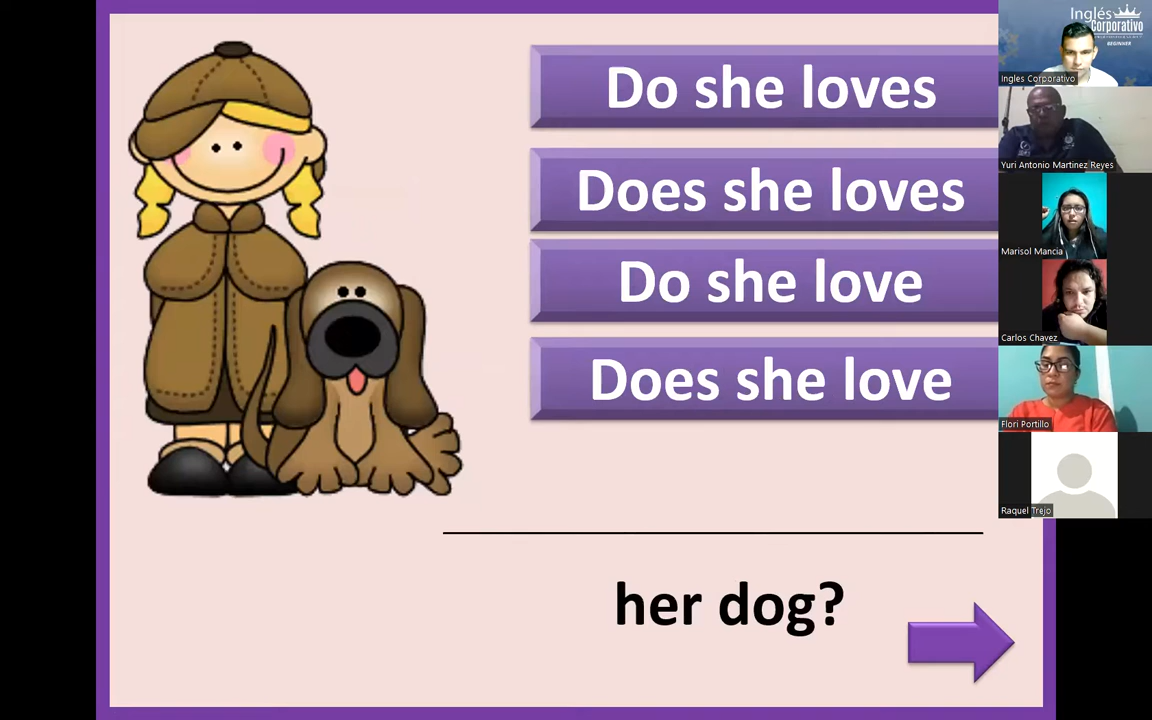 Do she loves
Does she loves
Do she love
Does she love
her dog?
Inglés
Corporativo
BEGINNER
Ingles Corporativo
Yuri Antonio Martinez Reyes
Marisol Mancia
Carlos Chavez
Flori Portillo
Raquel Trejo